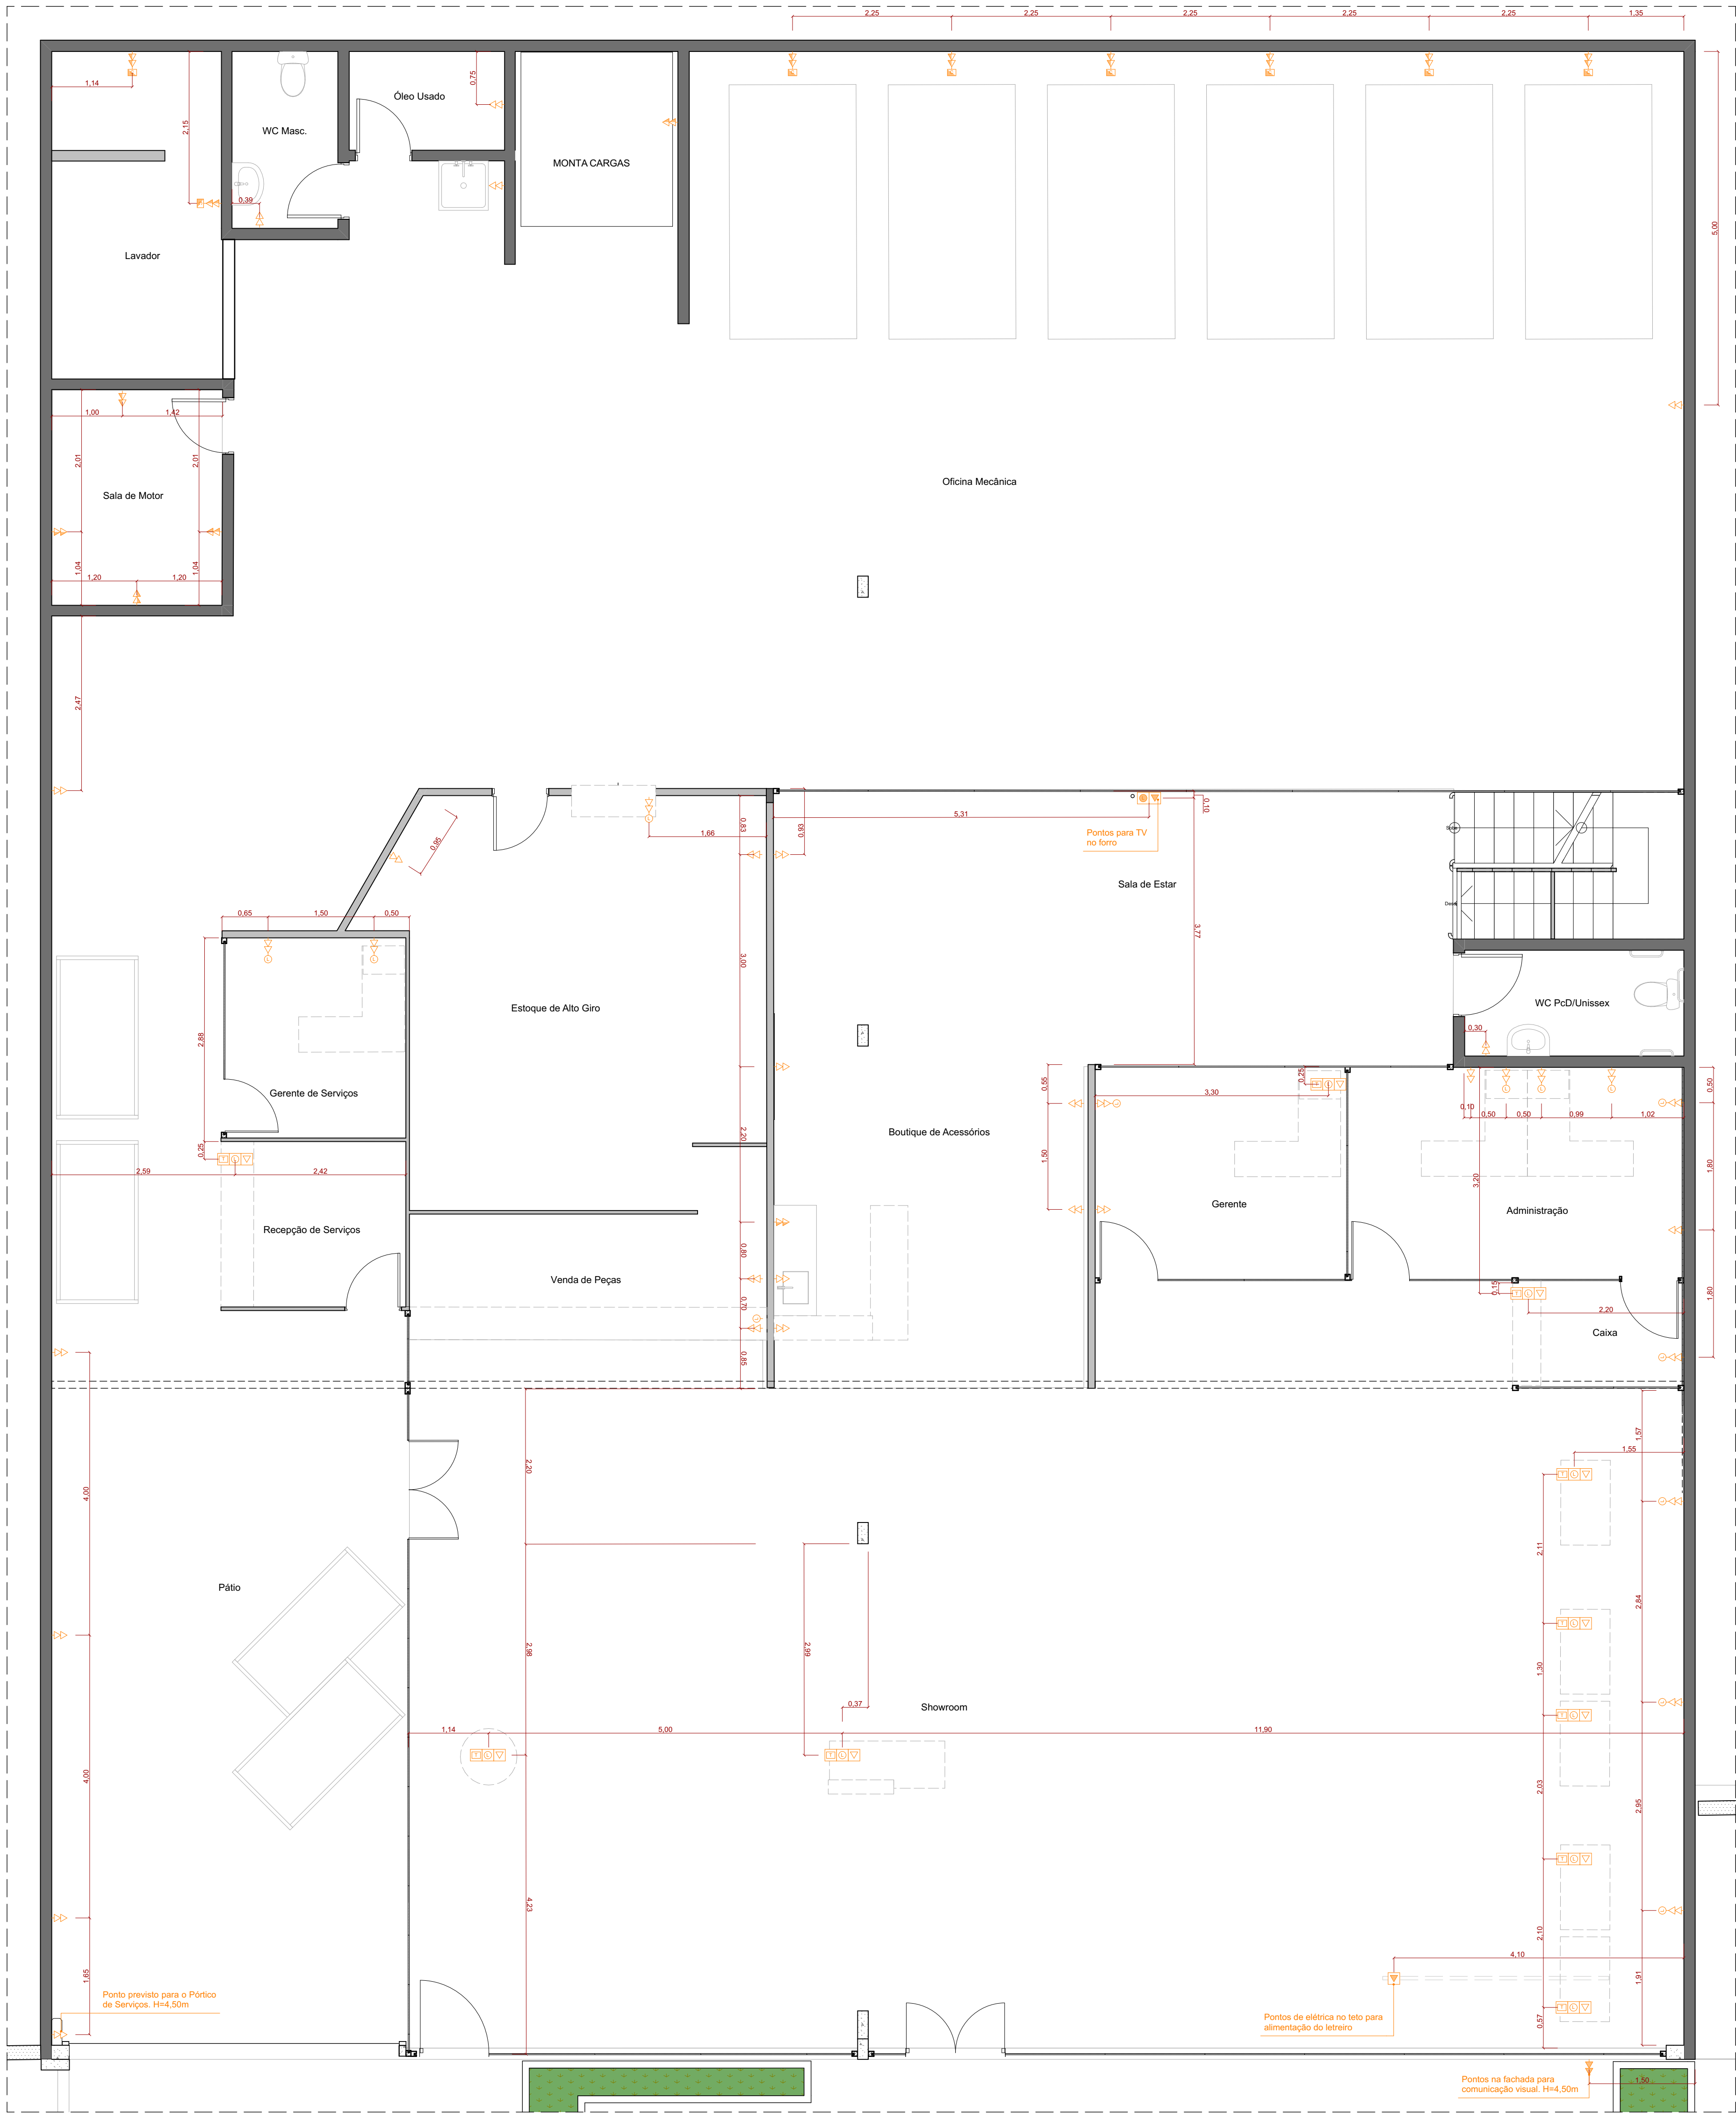 2,25
2,25
2,25
2,25
2,25
1,35
1,14
2,15
WC Masc.
Óleo Usado
0,75
MONTA CARGAS
0,39
Lavador
5,00
1,00
1,42
2,01
2,01
Sala de Motor
Oficina Mecânica
1,04
1,04
1,20
1,20
2,47
0,95
1,66
0,83
0,93
5,31
0,10
Pontos para TV
no forro
Sala de Estar
Sobe
0,65
1,50
0,50
3,77
3,00
2,88
Estoque de Alto Giro
WC PcD/Unissex
0,30
Gerente de Serviços
0,55
3,30
0,25
0,10
0,50
0,50
0,99
1,02
0,50
2,20
Boutique de Acessórios
0,25
T
L
2,59
2,42
1,50
1,80
3,20
Gerente
Administração
Recepção de Serviços
0,80
Venda de Peças
0,70
0,15
T
L
2,20
1,80
Caixa
0,85
1,57
1,55
2,20
4,00
T
L
2,11
Pátio
2,84
T
L
2,98
2,99
1,30
0,37
Showroom
T
L
1,14
5,00
11,90
T
L
T
L
4,00
2,03
2,95
T
L
4,23
2,10
4,10
1,65
1,91
Ponto previsto para o Pórtico
de Serviços. H=4,50m
T
L
Pontos de elétrica no teto para
alimentação do letreiro
0,57
Pontos na fachada para
comunicação visual. H=4,50m
1,50